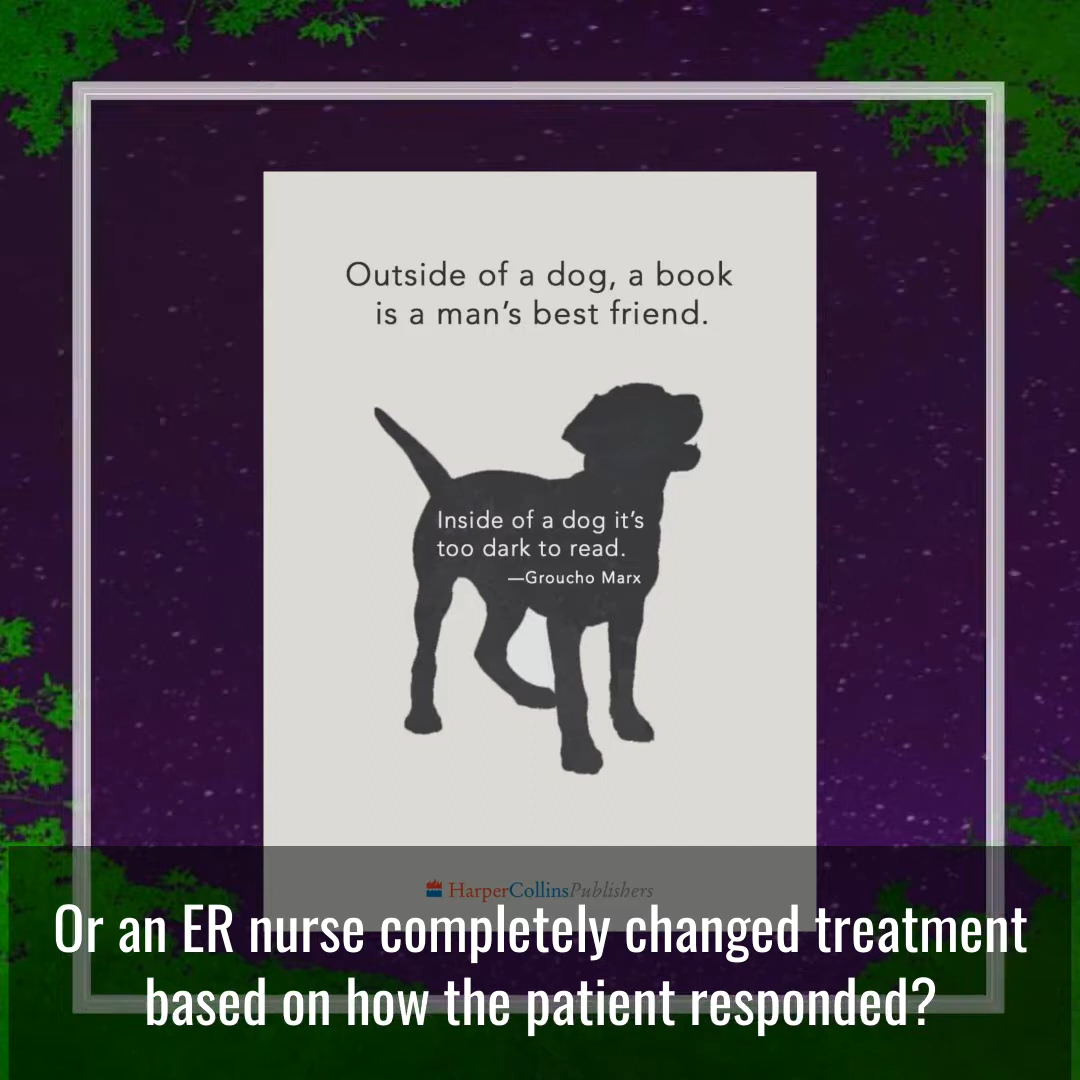 Outside of a dog, a book
is a man’s best friend.
Inside of a dog it’s
too dark to read.
—Groucho Marx
HarperCollinsPublishers
Or an ER nurse completely changed treatment
based on how the patient responded?